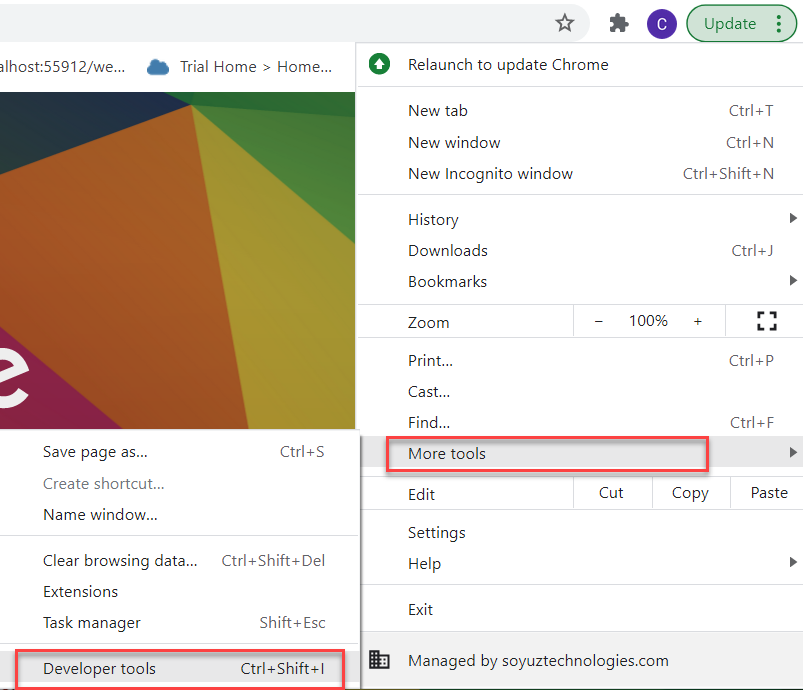 C
Update
alhost:55912/we...
Trial Home > Home...
Relaunch to update Chrome
New tab Ctrl+T
New window Ctrl+N
New Incognito window Ctrl+Shift+N
History
Downloads Ctrl+J
Bookmarks
Zoom − 100% +
Print... Ctrl+P
Cast...
Find... Ctrl+F
More tools
Edit Cut Copy Paste
Settings
Help
Exit
Managed by soyuztechnologies.com
e
Save page as... Ctrl+S
Create shortcut...
Name window...
Clear browsing data... Ctrl+Shift+Del
Extensions
Task manager Shift+Esc
Developer tools Ctrl+Shift+I